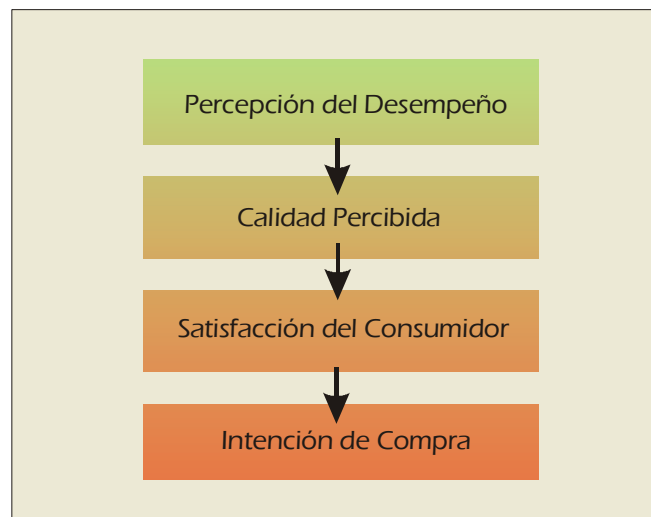 Percepción del Desempeño
Calidad Percibida
Satisfacción del Consumidor
Intención de Compra